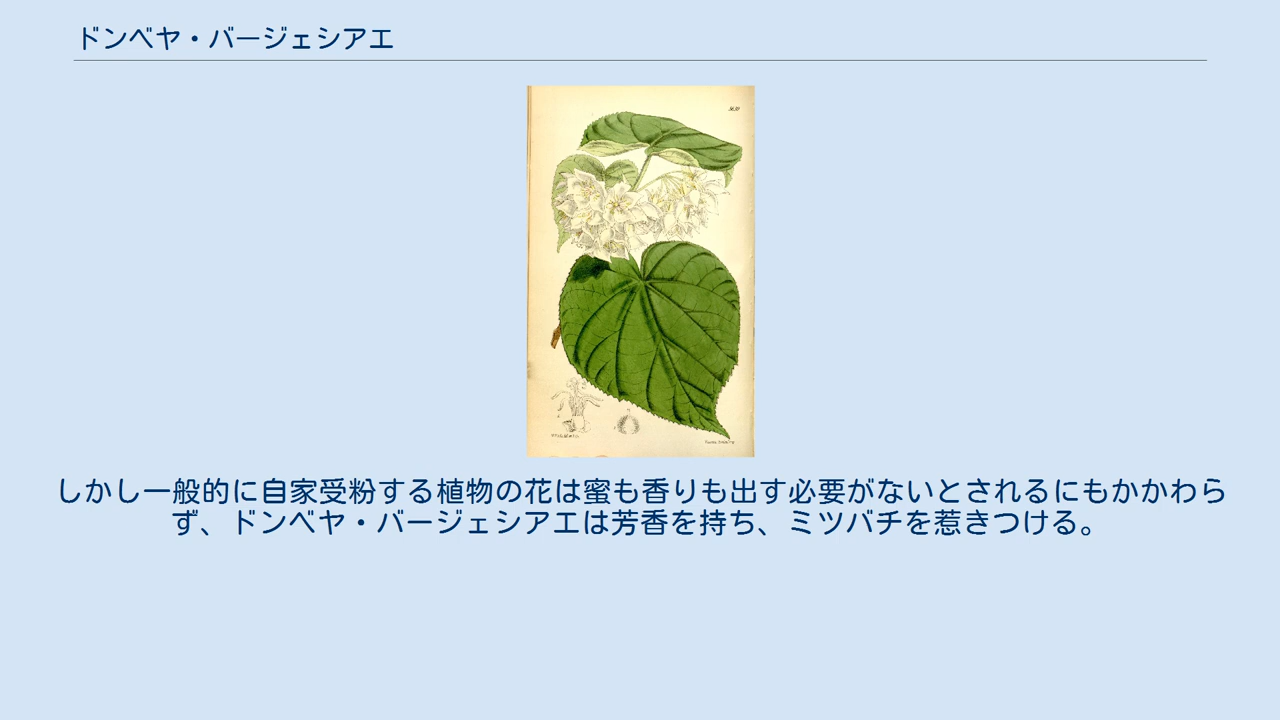 ドンベヤ・バージェシアエ
しかし一般的に自家受粉する植物の花は蜜も香りも出す必要がないとされるにもかかわら
ず、ドンベヤ・バージェシアエは芳香を持ち、ミツバチを惹きつける。